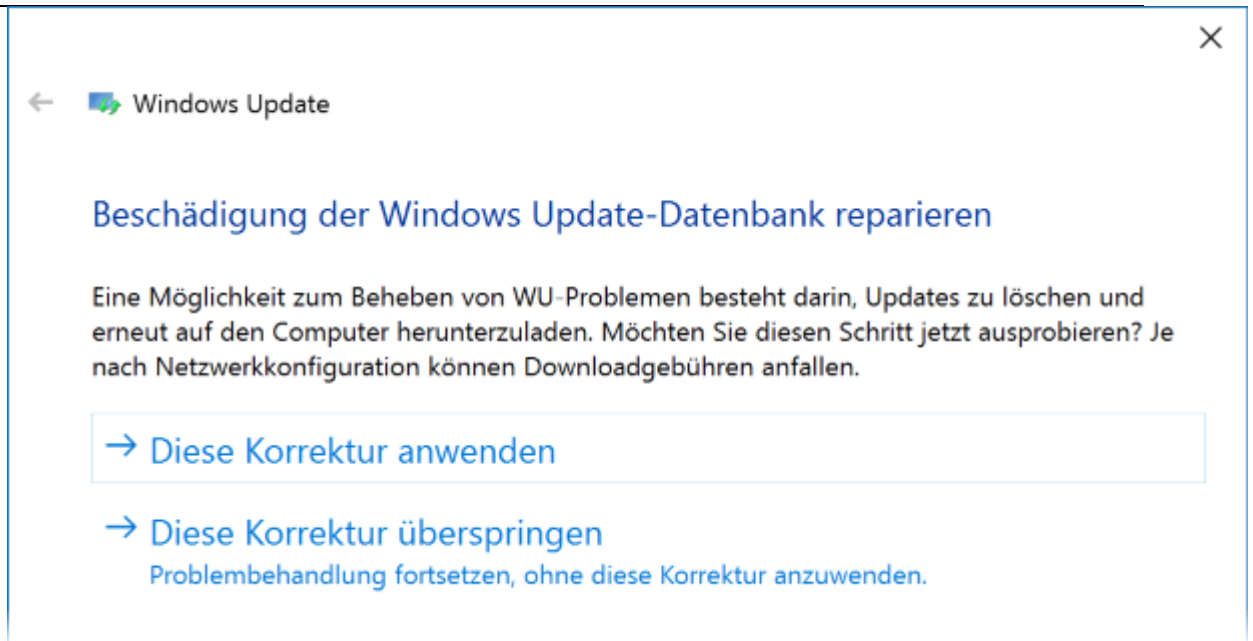 Windows Update
Beschädigung der Windows Update-Datenbank reparieren
Eine Möglichkeit zum Beheben von WU-Problemen besteht darin, Updates zu löschen und
erneut auf den Computer herunterzuladen. Möchten Sie diesen Schritt jetzt ausprobieren? Je
nach Netzwerkkonfiguration können Downloadgebühren anfallen.
Diese Korrektur anwenden
Diese Korrektur überspringen
Problembehandlung fortsetzen, ohne diese Korrektur anzuwenden.